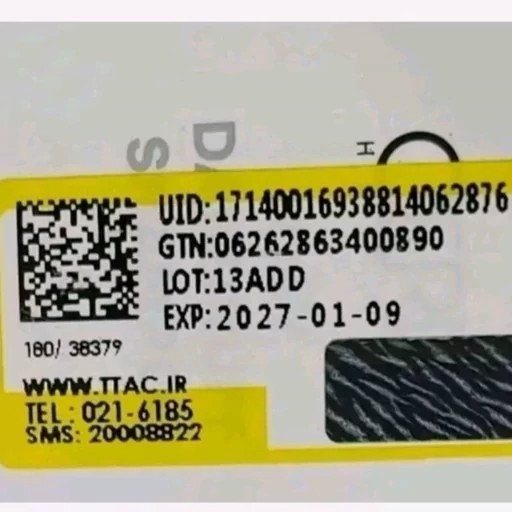 UID:17140016938814062876
GTN:06262863400890
LOT:13ADD
EXP:2027-01-09
180/ 38379
WWW.TTAC.IR
TEL : 021-6185
SMS: 20008822